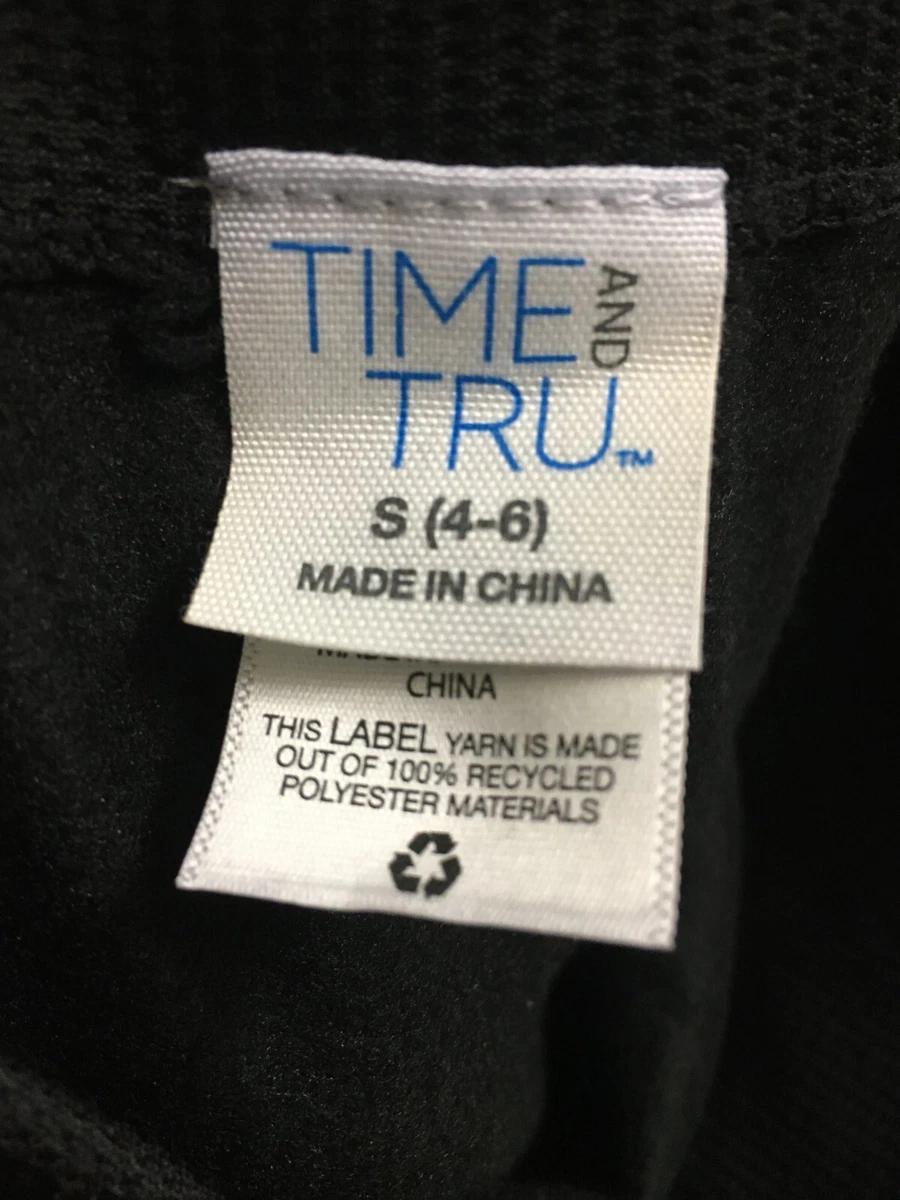 TIME AND
TRU™
S (4-6)
MADE IN CHINA
CHINA
THIS LABEL YARN IS MADE
OUT OF 100% RECYCLED
POLYESTER MATERIALS